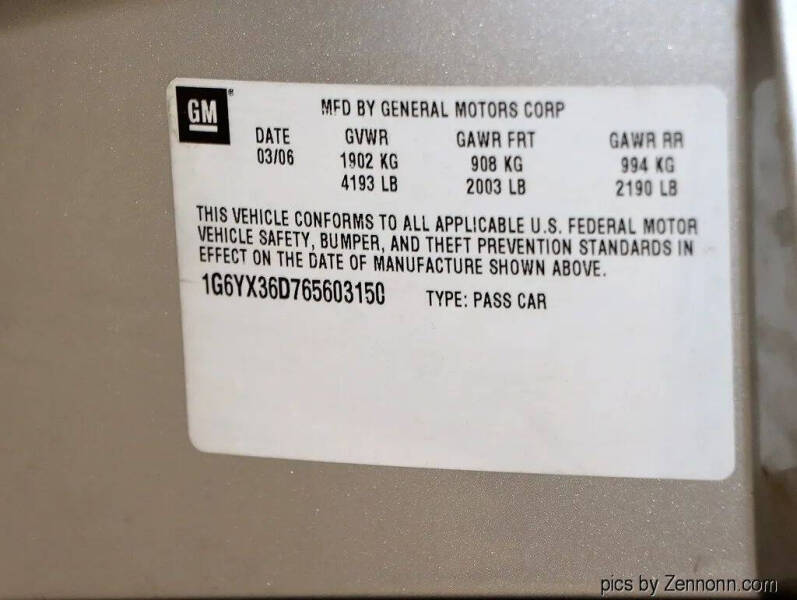 GM®
MFD BY GENERAL MOTORS CORP
DATE GVWR GAWR FRT GAWR RR
03/06 1902 KG 908 KG 994 KG
4193 LB 2003 LB 2190 LB
THIS VEHICLE CONFORMS TO ALL APPLICABLE U.S. FEDERAL MOTOR
VEHICLE SAFETY, BUMPER, AND THEFT PREVENTION STANDARDS IN
EFFECT ON THE DATE OF MANUFACTURE SHOWN ABOVE.
1G6YX36D765603150 TYPE: PASS CAR
pics by Zennonn.com